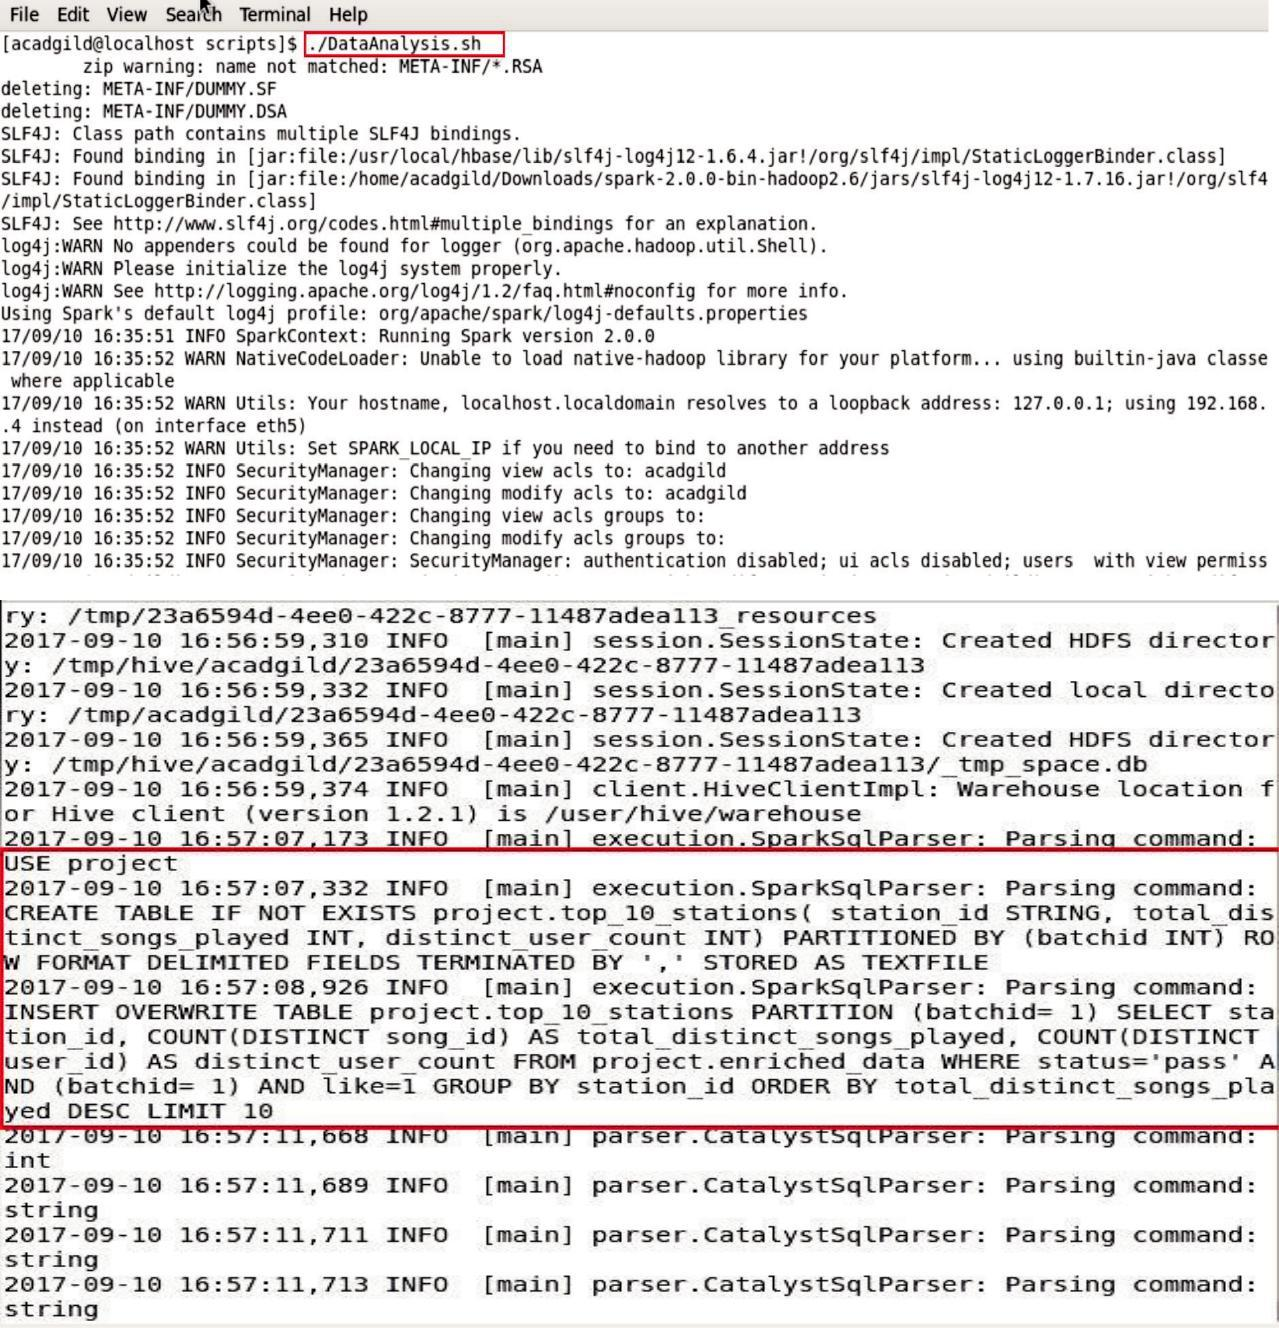 File Edit View Search Terminal Help
[acadgild@localhost scripts]$ ./DataAnalysis.sh
zip warning: name not matched: META-INF/*.RSA
deleting: META-INF/DUMMY.SF
deleting: META-INF/DUMMY.DSA
SLF4J: Class path contains multiple SLF4J bindings.
SLF4J: Found binding in [jar:file:/usr/local/hbase/lib/slf4j-log4j12-1.6.4.jar!/org/slf4j/impl/StaticLoggerBinder.class]
SLF4J: Found binding in [jar:file:/home/acadgild/Downloads/spark-2.0.0-bin-hadoop2.6/jars/slf4j-log4j12-1.7.16.jar!/org/slf4
/impl/StaticLoggerBinder.class]
SLF4J: See http://www.slf4j.org/codes.html#multiple_bindings for an explanation.
log4j:WARN No appenders could be found for logger (org.apache.hadoop.util.Shell).
log4j:WARN Please initialize the log4j system properly.
log4j:WARN See http://logging.apache.org/log4j/1.2/faq.html#noconfig for more info.
Using Spark's default log4j profile: org/apache/spark/log4j-defaults.properties
17/09/10 16:35:51 INFO SparkContext: Running Spark version 2.0.0
17/09/10 16:35:52 WARN NativeCodeLoader: Unable to load native-hadoop library for your platform... using builtin-java classe
where applicable
17/09/10 16:35:52 WARN Utils: Your hostname, localhost.localdomain resolves to a loopback address: 127.0.0.1; using 192.168.
.4 instead (on interface eth5)
17/09/10 16:35:52 WARN Utils: Set SPARK_LOCAL_IP if you need to bind to another address
17/09/10 16:35:52 INFO SecurityManager: Changing view acls to: acadgild
17/09/10 16:35:52 INFO SecurityManager: Changing modify acls to: acadgild
17/09/10 16:35:52 INFO SecurityManager: Changing view acls groups to:
17/09/10 16:35:52 INFO SecurityManager: Changing modify acls groups to:
17/09/10 16:35:52 INFO SecurityManager: SecurityManager: authentication disabled; ui acls disabled; users  with view permiss
ry: /tmp/23a6594d-4ee0-422c-8777-11487adea113_resources
2017-09-10 16:56:59,310 INFO  [main] session.SessionState: Created HDFS director
y: /tmp/hive/acadgild/23a6594d-4ee0-422c-8777-11487adea113
2017-09-10 16:56:59,332 INFO  [main] session.SessionState: Created local directo
ry: /tmp/acadgild/23a6594d-4ee0-422c-8777-11487adea113
2017-09-10 16:56:59,365 INFO  [main] session.SessionState: Created HDFS director
y: /tmp/hive/acadgild/23a6594d-4ee0-422c-8777-11487adea113/_tmp_space.db
2017-09-10 16:56:59,374 INFO  [main] client.HiveClientImpl: Warehouse location f
or Hive client (version 1.2.1) is /user/hive/warehouse
2017-09-10 16:57:07,173 INFO  [main] execution.SparkSqlParser: Parsing command:
USE project
2017-09-10 16:57:07,332 INFO  [main] execution.SparkSqlParser: Parsing command:
CREATE TABLE IF NOT EXISTS project.top_10_stations( station_id STRING, total_dis
tinct_songs_played INT, distinct_user_count INT) PARTITIONED BY (batchid INT) RO
W FORMAT DELIMITED FIELDS TERMINATED BY ',' STORED AS TEXTFILE
2017-09-10 16:57:08,926 INFO  [main] execution.SparkSqlParser: Parsing command:
INSERT OVERWRITE TABLE project.top_10_stations PARTITION (batchid= 1) SELECT sta
tion_id, COUNT(DISTINCT song_id) AS total_distinct_songs_played, COUNT(DISTINCT
user_id) AS distinct_user_count FROM project.enriched_data WHERE status='pass' A
ND (batchid= 1) AND like=1 GROUP BY station_id ORDER BY total_distinct_songs_pla
yed DESC LIMIT 10
2017-09-10 16:57:11,668 INFO  [main] parser.CatalystSqlParser: Parsing command:
int
2017-09-10 16:57:11,689 INFO  [main] parser.CatalystSqlParser: Parsing command:
string
2017-09-10 16:57:11,711 INFO  [main] parser.CatalystSqlParser: Parsing command:
string
2017-09-10 16:57:11,713 INFO  [main] parser.CatalystSqlParser: Parsing command:
string